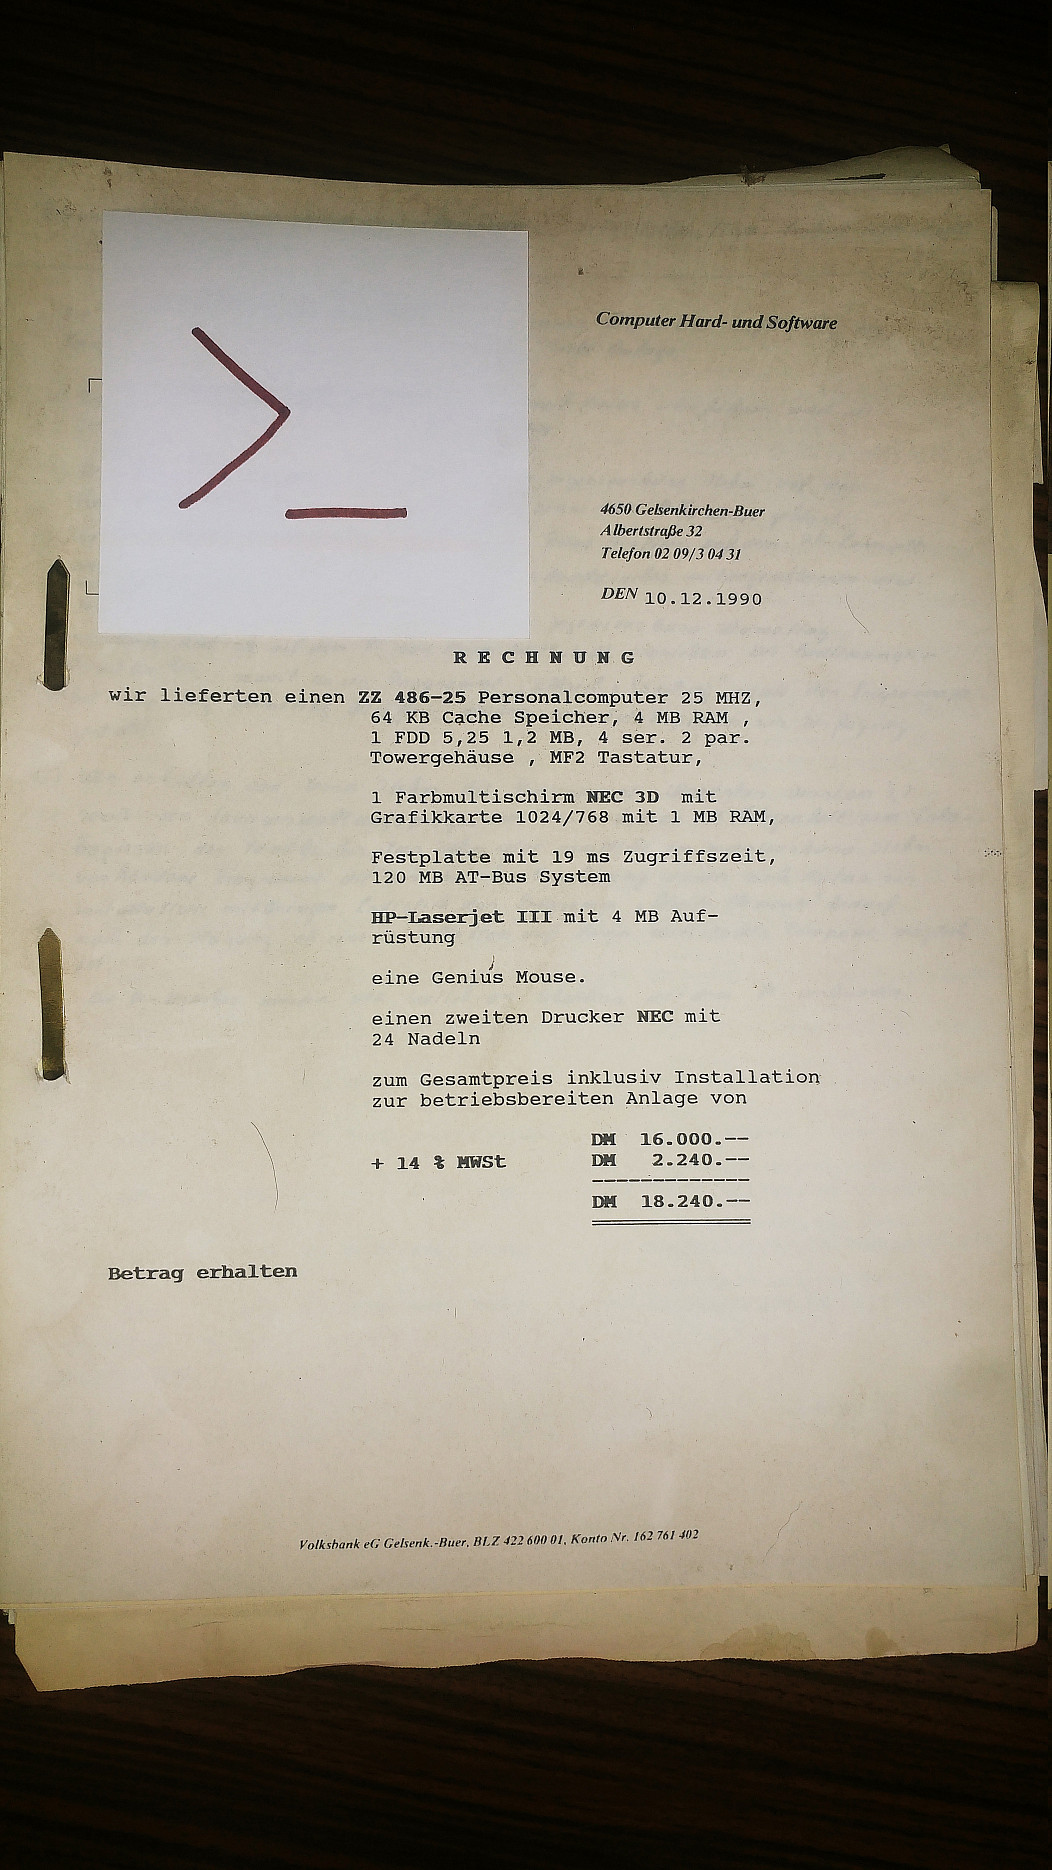 >_
Computer Hard- und Software
4650 Gelsenkirchen-Buer
Albertstraße 32
Telefon 02 09/3 04 31
DEN 10.12.1990
R E C H N U N G
wir lieferten einen ZZ 486-25 Personalcomputer 25 MHZ,
64 KB Cache Speicher, 4 MB RAM ,
1 FDD 5,25 1,2 MB, 4 ser. 2 par.
Towergehäuse , MF2 Tastatur,
1 Farbmultischirm NEC 3D mit
Grafikkarte 1024/768 mit 1 MB RAM,
Festplatte mit 19 ms Zugriffszeit,
120 MB AT-Bus System
HP-Laserjet III mit 4 MB Auf-
rüstung
eine Genius Mouse.
einen zweiten Drucker NEC mit
24 Nadeln
zum Gesamtpreis inklusiv Installation
zur betriebsbereiten Anlage von
DM 16.000.--
+ 14 % MWSt DM 2.240.--
-------------
DM 18.240.--
Betrag erhalten
Volksbank eG Gelsenk.-Buer, BLZ 422 600 01, Konto Nr. 162 761 402